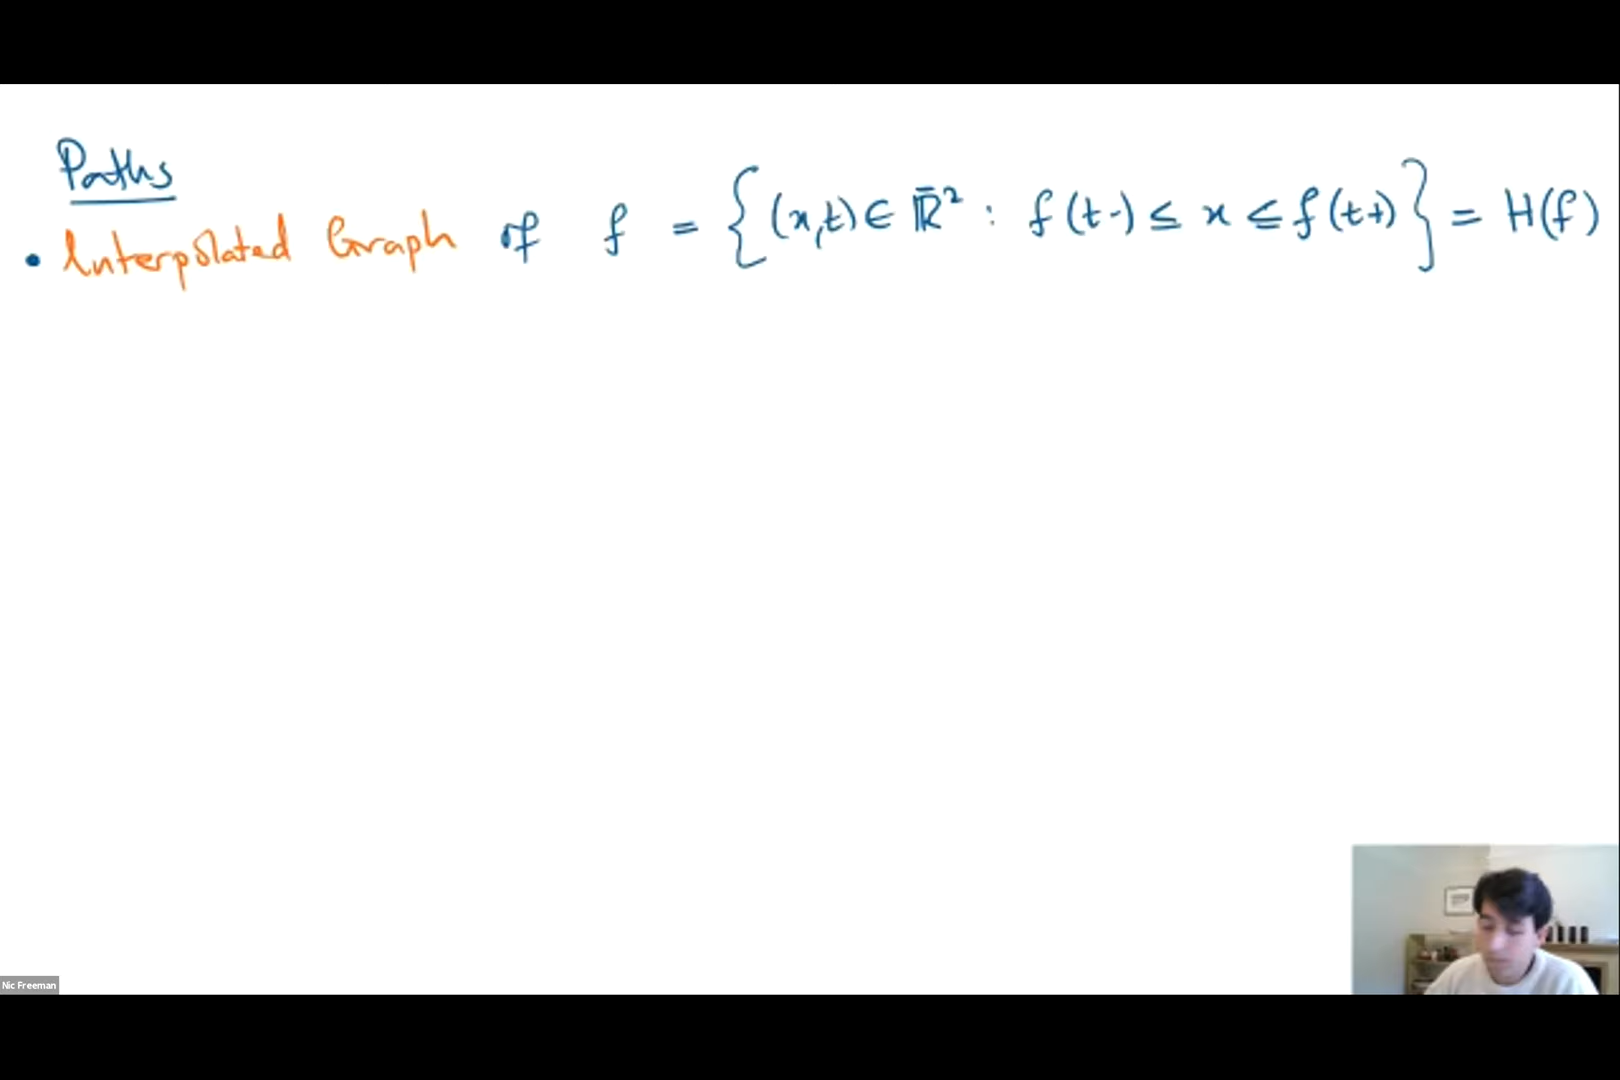 Paths
• Interpolated Graph of f = {(x,t) ∈ R̄² : f(t-) ≤ x ≤ f(t+)} = H(f)
Nic Freeman